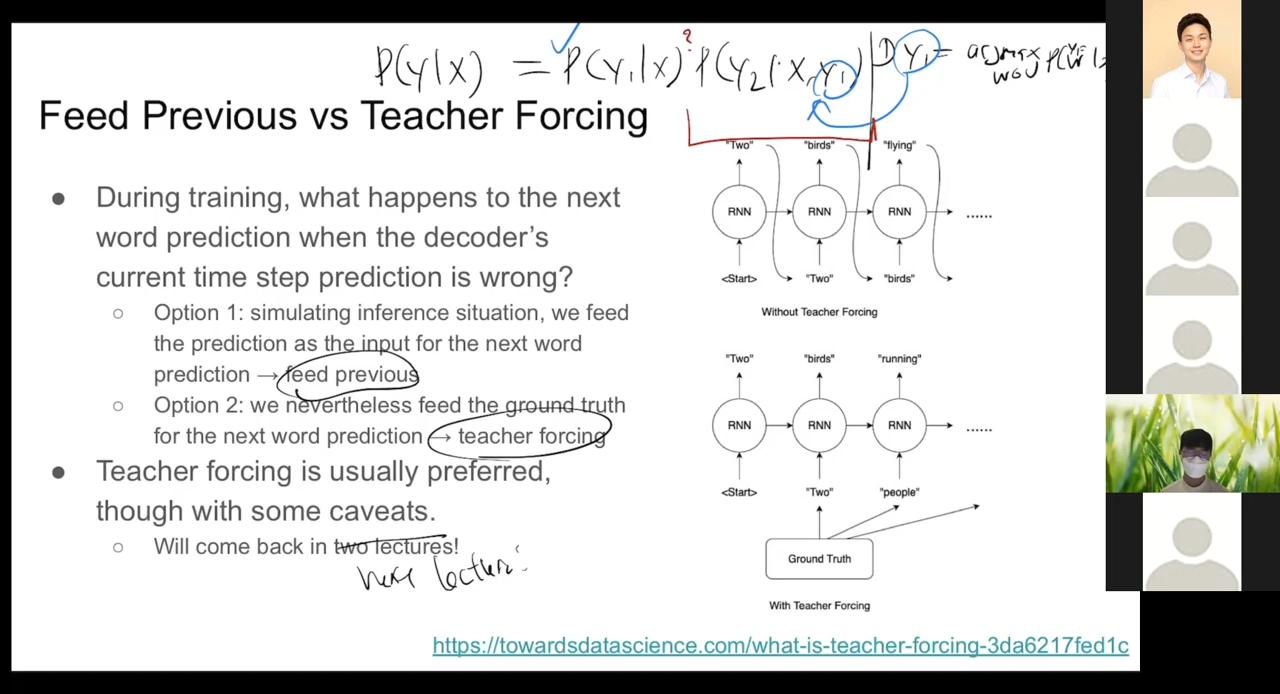 P(Y|X) = P(Y₁|X) ? P(Y₂|X, Y₁) | ① Y₁ = argmax
Feed Previous vs Teacher Forcing
● During training, what happens to the next
word prediction when the decoder's
current time step prediction is wrong?
○ Option 1: simulating inference situation, we feed
the prediction as the input for the next word
prediction → feed previous
○ Option 2: we nevertheless feed the ground truth
for the next word prediction → teacher forcing
● Teacher forcing is usually preferred,
though with some caveats.
○ Will come back in two lectures!
next lecture
"Two" "birds" "flying"
RNN RNN RNN ......
<Start> "Two" "birds"
Without Teacher Forcing
"Two" "birds" "running"
RNN RNN RNN ......
<Start> "Two" "people"
Ground Truth
With Teacher Forcing
https://towardsdatascience.com/what-is-teacher-forcing-3da6217fed1c